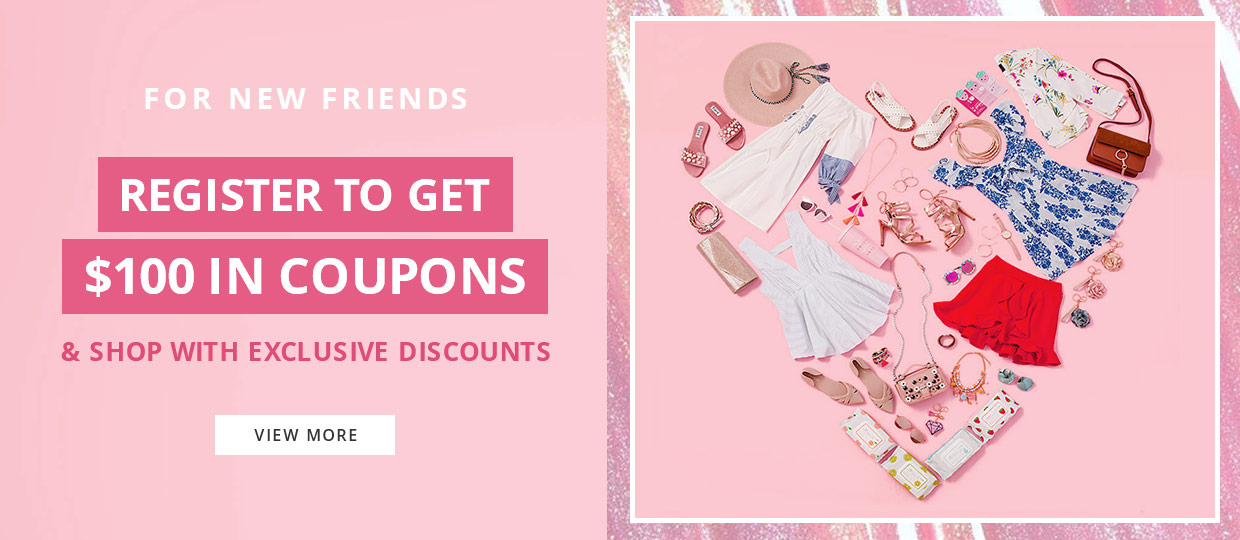 FOR NEW FRIENDS
REGISTER TO GET
$100 IN COUPONS
& SHOP WITH EXCLUSIVE DISCOUNTS
VIEW MORE